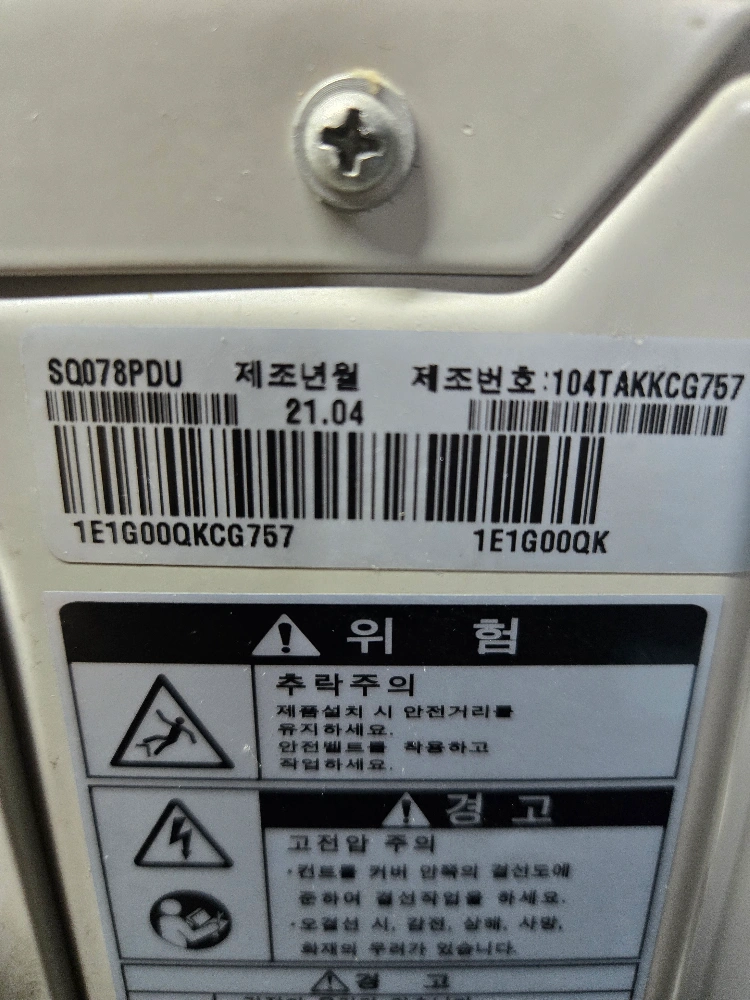 SQ078PDU 제조년월 제조번호:104TAKKCG757
21.04
1E1G00QKCG757 1E1G00QK
위 험
추락주의
제품설치 시 안전거리를
유지하세요.
안전벨트를 착용하고
작업하세요.
경 고
고전압 주의
·컨트롤 커버 안쪽의 결선도에
준하여 결선작업을 하세요.
·오결선 시, 감전, 상해, 사망,
화재의 우려가 있습니다.
경 고